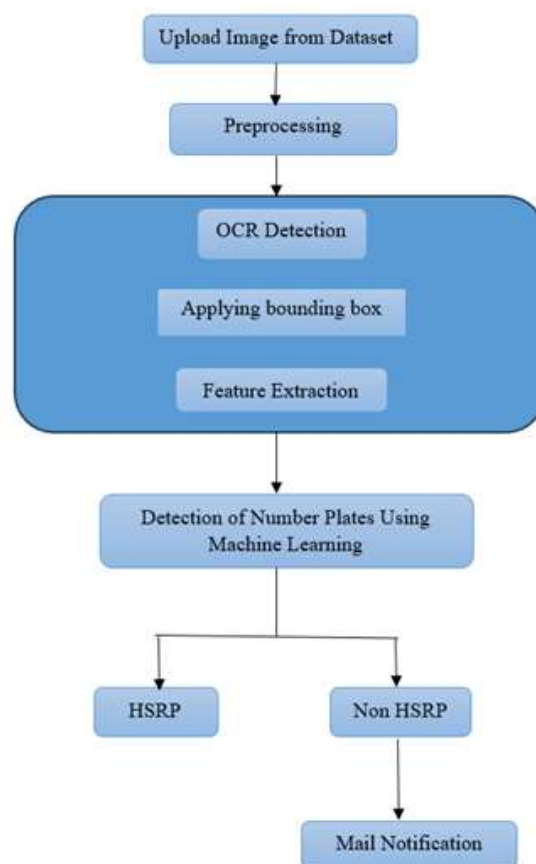 Upload Image from Dataset
Preprocessing
OCR Detection
Applying bounding box
Feature Extraction
Detection of Number Plates Using
Machine Learning
HSRP
Non HSRP
Mail Notification